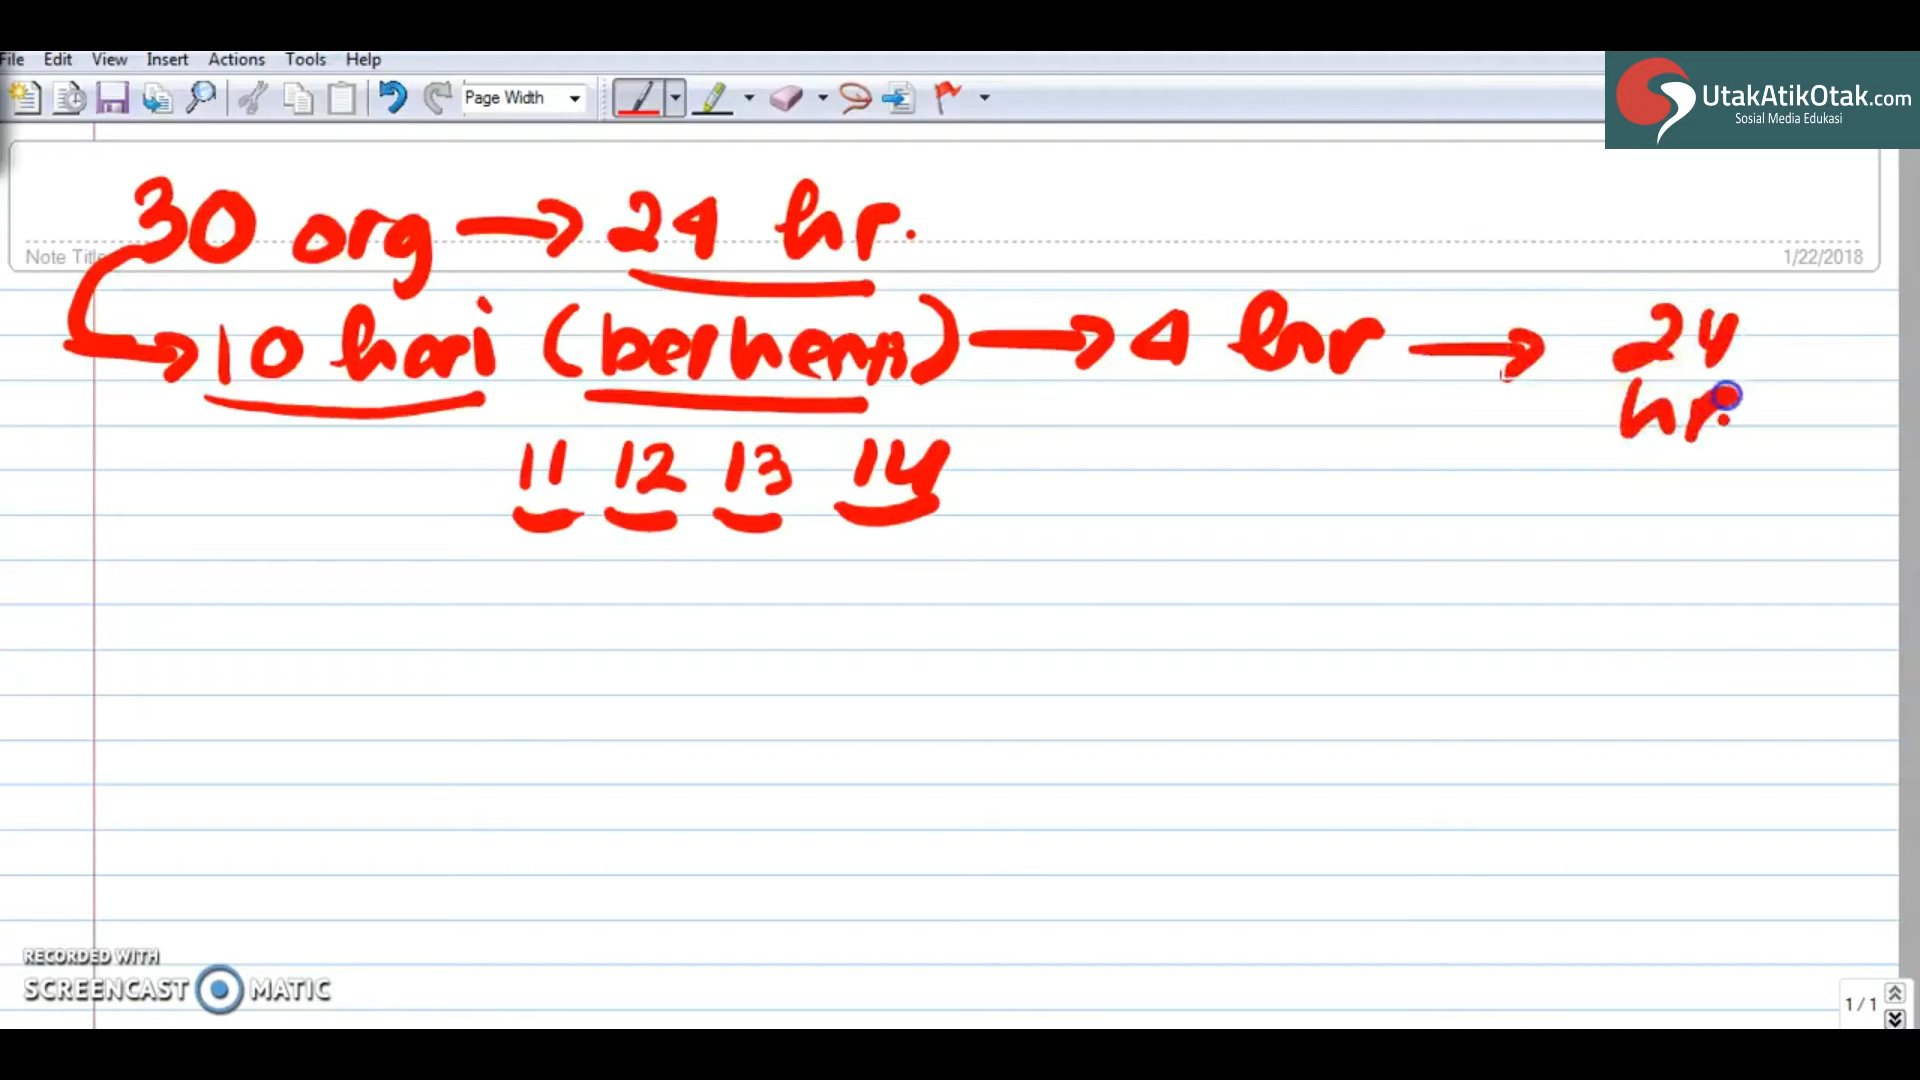 File Edit View Insert Actions Tools Help
Page Width
UtakAtikOtak.com
Sosial Media Edukasi
30 org → 24 hr.
Note Title
1/22/2018
10 hari (berhenti) → 4 hr → 24
hr.
11 12 13 14
RECORDED WITH
SCREENCAST MATIC
1 / 1